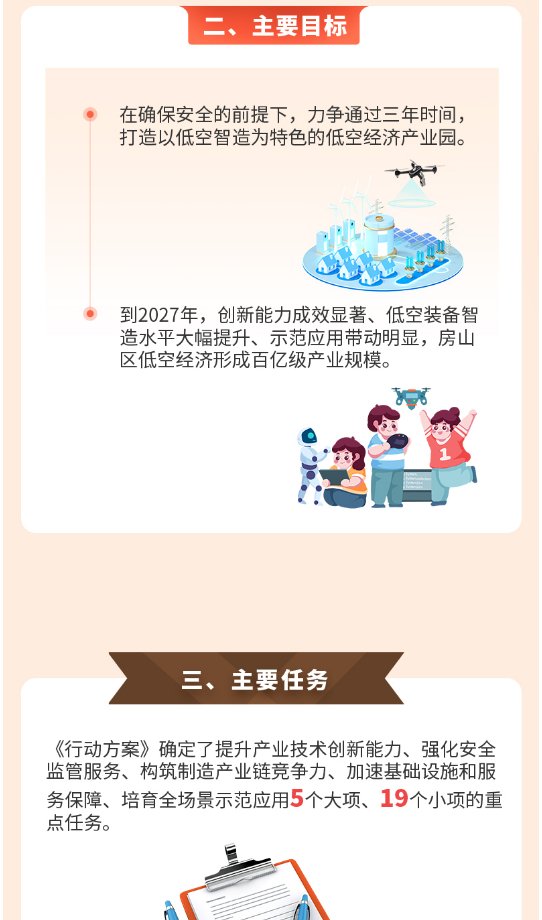 二、主要目标
在确保安全的前提下，力争通过三年时间，
打造以低空智造为特色的低空经济产业园。
到2027年，创新能力成效显著、低空装备智
造水平大幅提升、示范应用带动明显，房山
区低空经济形成百亿级产业规模。
1
三、主要任务
《行动方案》确定了提升产业技术创新能力、强化安全
监管服务、构筑制造产业链竞争力、加速基础设施和服
务保障、培育全场景示范应用5个大项、19个小项的重
点任务。